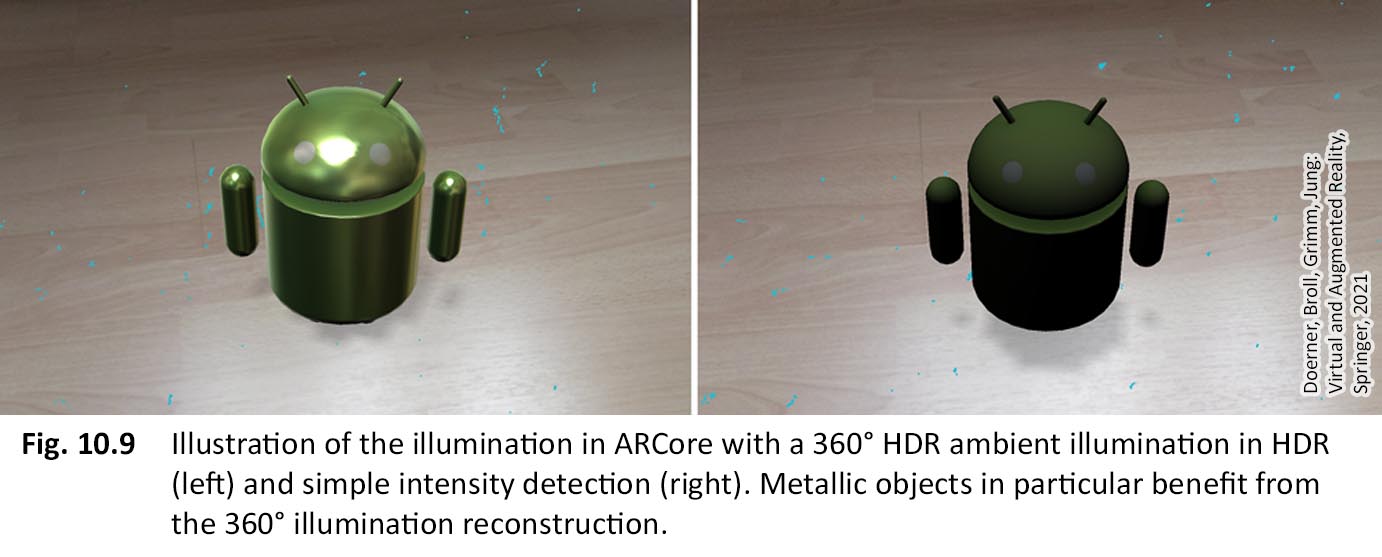 Doerner, Broll, Grimm, Jung:
Virtual and Augmented Reality,
Springer, 2021
Fig. 10.9 Illustration of the illumination in ARCore with a 360° HDR ambient illumination in HDR
(left) and simple intensity detection (right). Metallic objects in particular benefit from
the 360° illumination reconstruction.